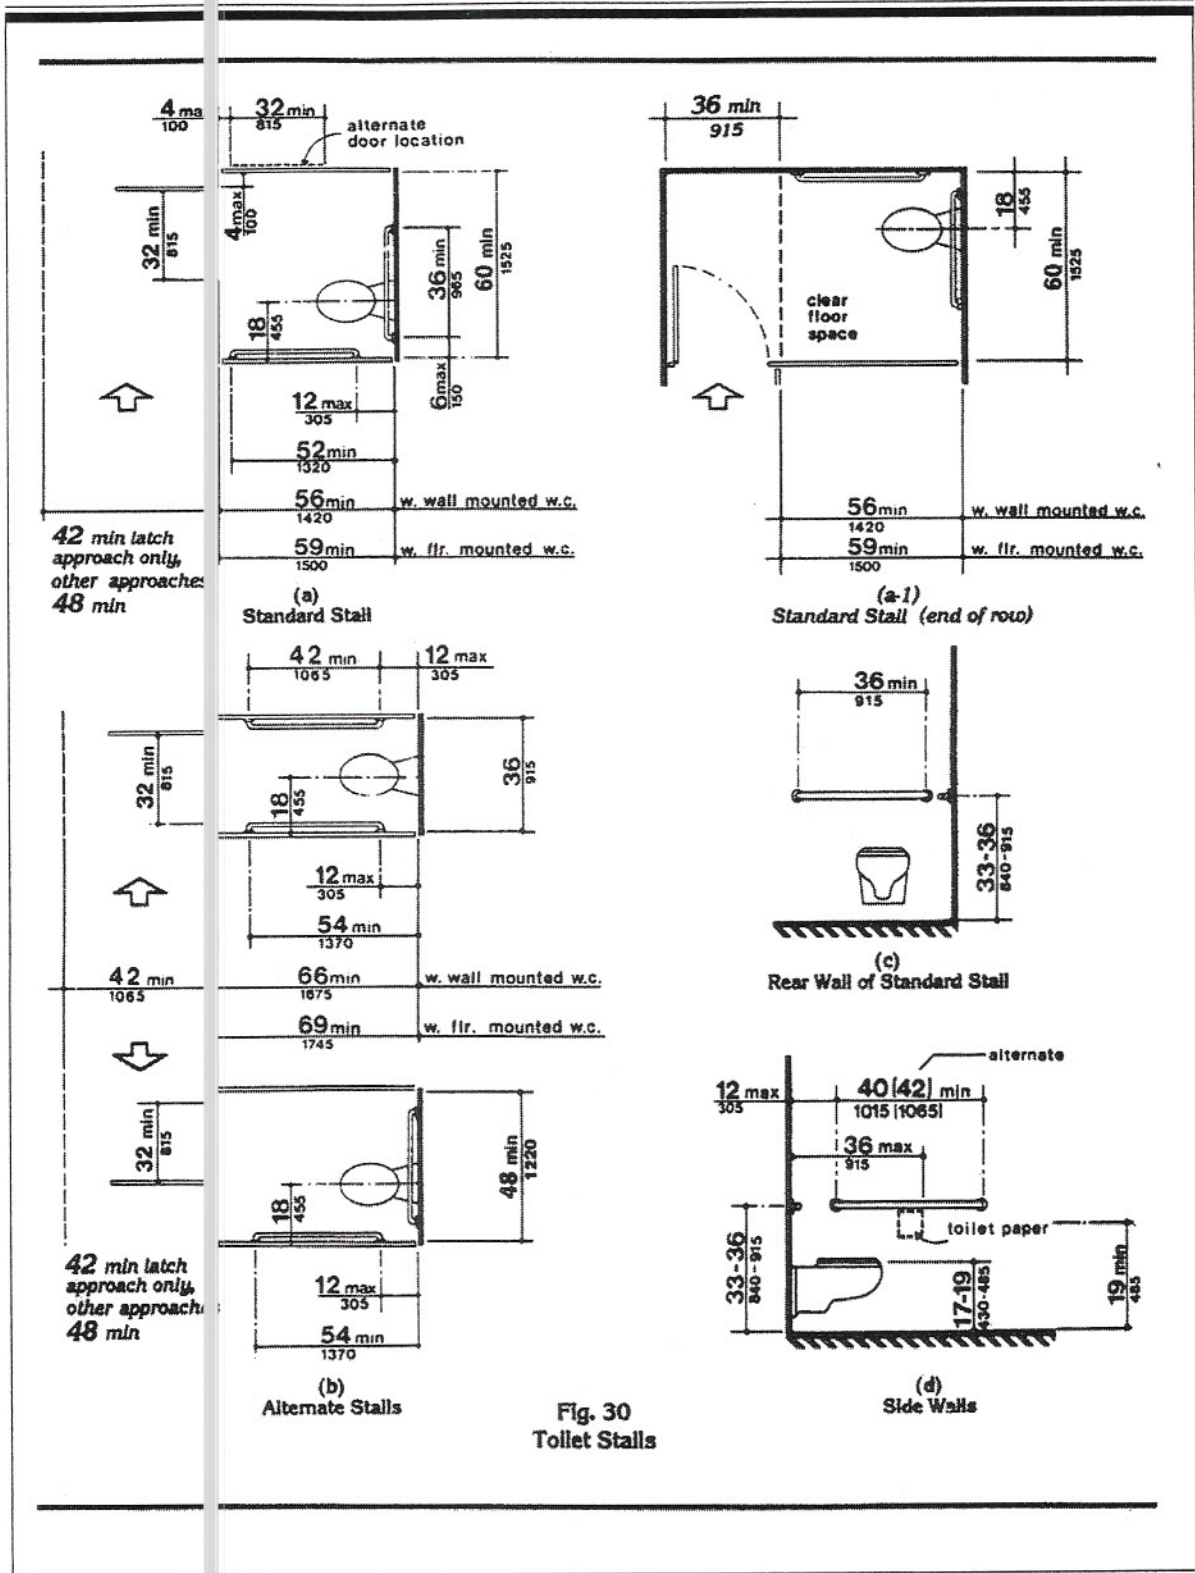 4 ma
100
32 min
815
alternate
door location
32 min
815
4 max
100
36 min
965
60 min
1525
18
455
6 max
150
12 max
305
52 min
1320
56 min
1420
w. wall mounted w.c.
59 min
1500
w. flr. mounted w.c.
42 min latch
approach only,
other approaches
48 min
(a)
Standard Stall
36 min
915
18
455
60 min
1525
clear
floor
space
56 min
1420
w. wall mounted w.c.
59 min
1500
w. flr. mounted w.c.
(a-1)
Standard Stall (end of row)
42 min
1065
12 max
305
32 min
815
18
455
36
915
12 max
305
54 min
1370
42 min
1065
66 min
1675
w. wall mounted w.c.
69 min
1745
w. flr. mounted w.c.
32 min
815
18
455
48 min
1220
12 max
305
54 min
1370
42 min latch
approach only,
other approach
48 min
(b)
Alternate Stalls
36 min
915
33-36
840-915
(c)
Rear Wall of Standard Stall
alternate
12 max
305
40 (42) min
1015 (1065)
36 max
915
toilet paper
33-36
840-915
17-19
430-485
19 min
485
(d)
Side Walls
Fig. 30
Toilet Stalls